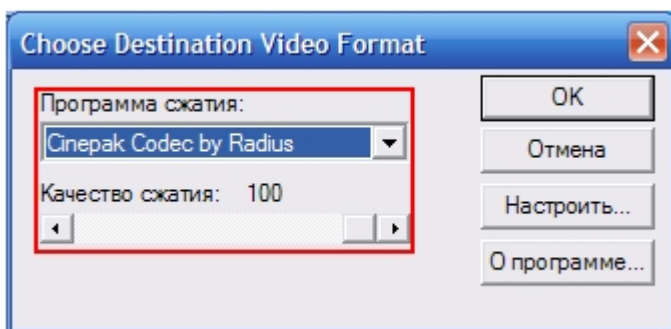 Choose Destination Video Format
Программа сжатия:
Cinepak Codec by Radius
Качество сжатия: 100
OK
Отмена
Настроить...
О программе...